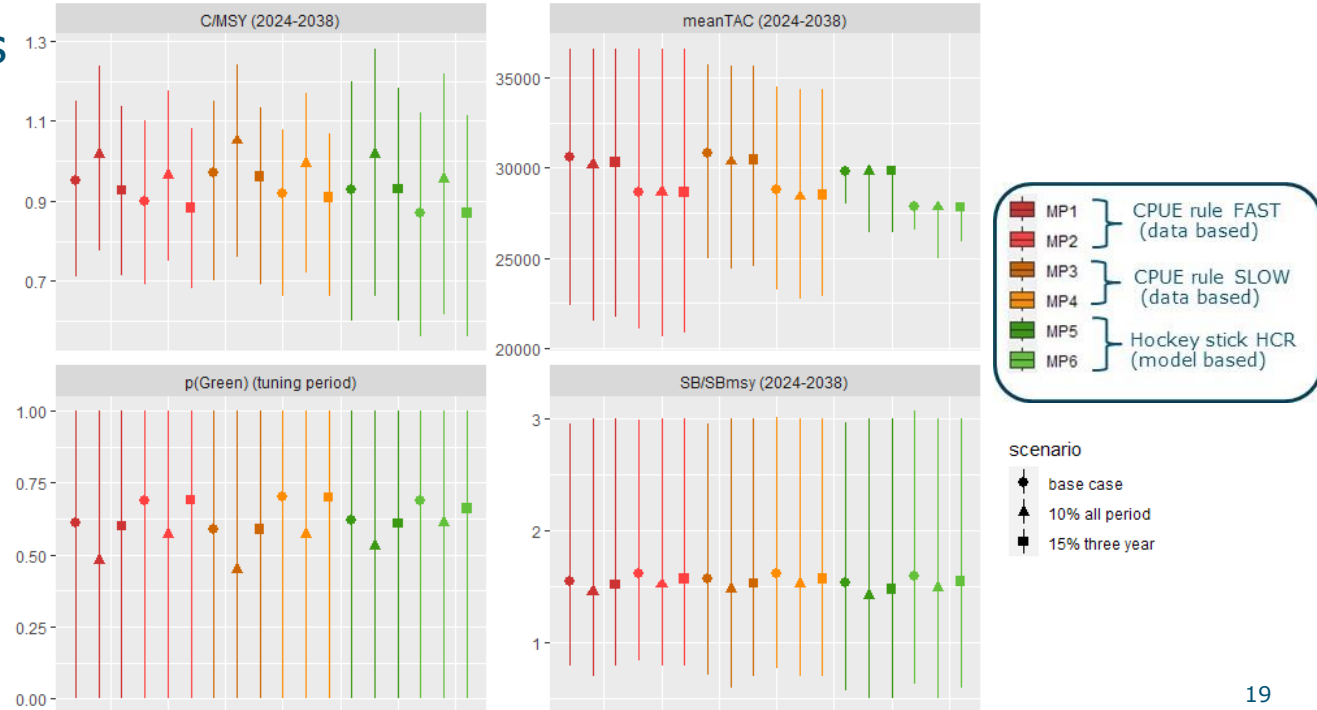 S
C/MSY (2024-2038)
1.3
1.1
0.9
0.7
meanTAC (2024-2038)
35000
30000
25000
20000
p(Green) (tuning period)
1.00
0.75
0.50
0.25
0.00
SB/SBmsy (2024-2038)
3
2
1
MP1
MP2
CPUE rule FAST
(data based)
MP3
MP4
CPUE rule SLOW
(data based)
MP5
MP6
Hockey stick HCR
(model based)
scenario
base case
10% all period
15% three year
19